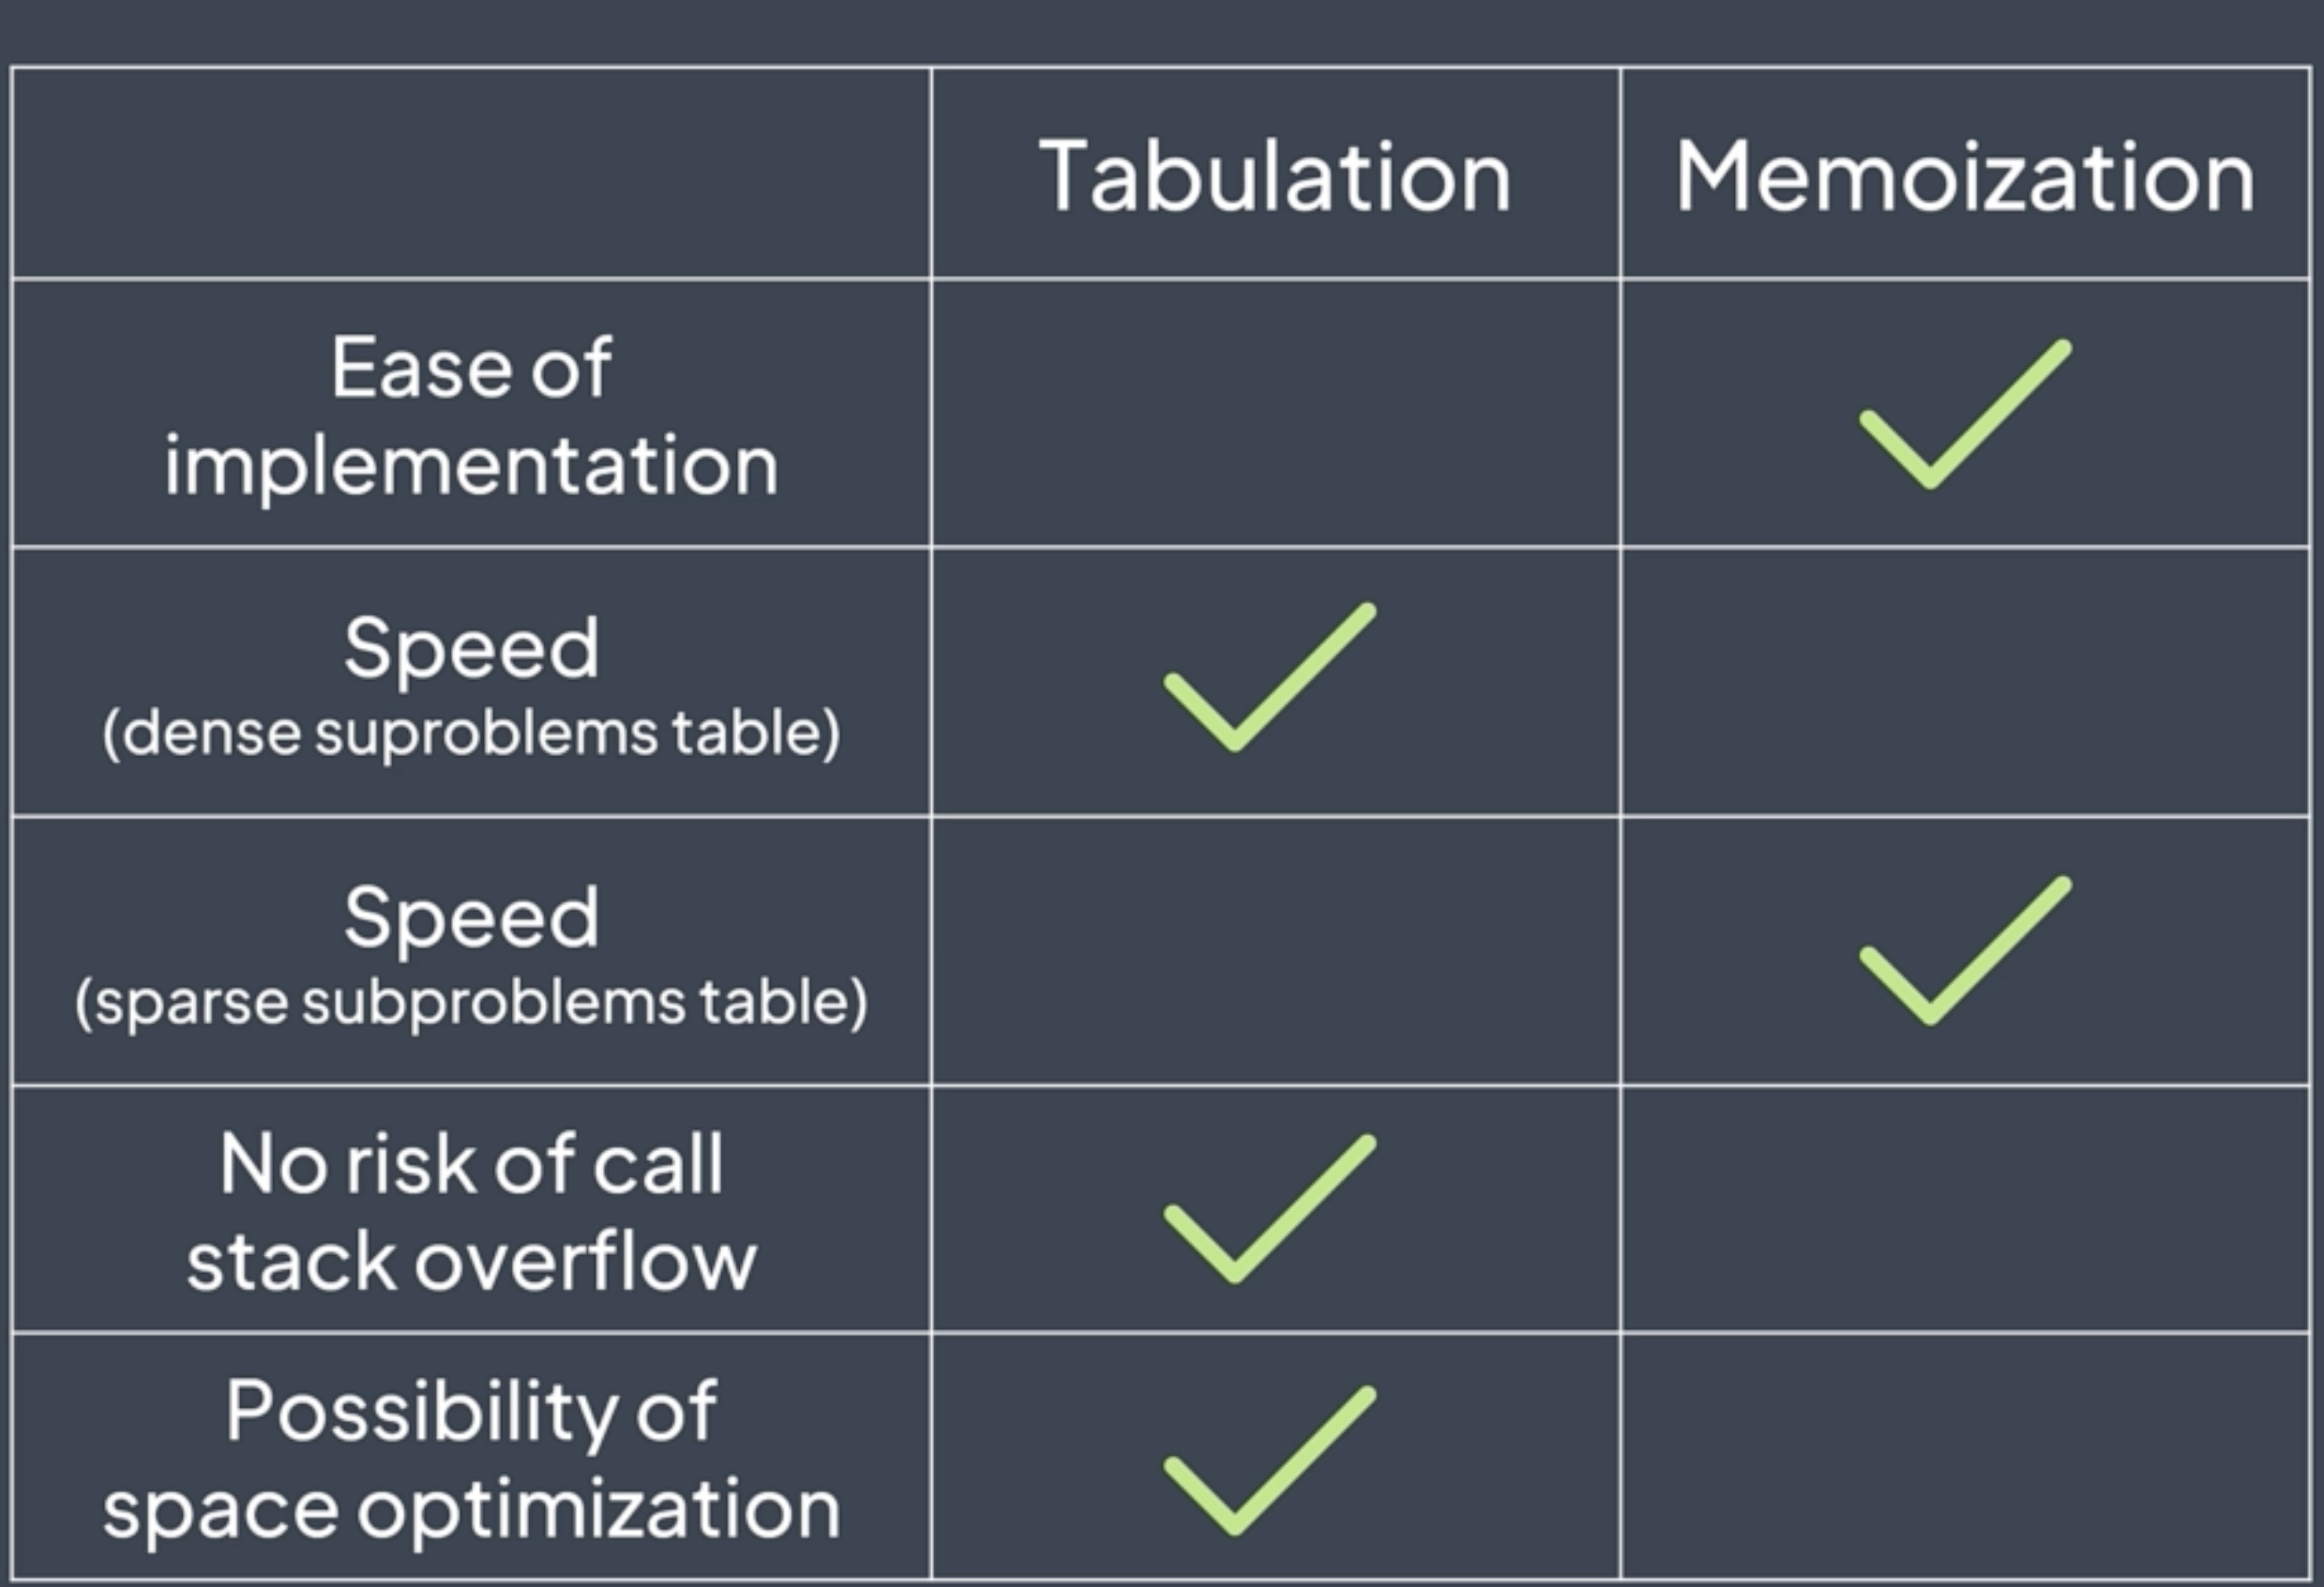 Tabulation
Memoization
Ease of
implementation
Speed
(dense suproblems table)
Speed
(sparse subproblems table)
No risk of call
stack overflow
Possibility of
space optimization